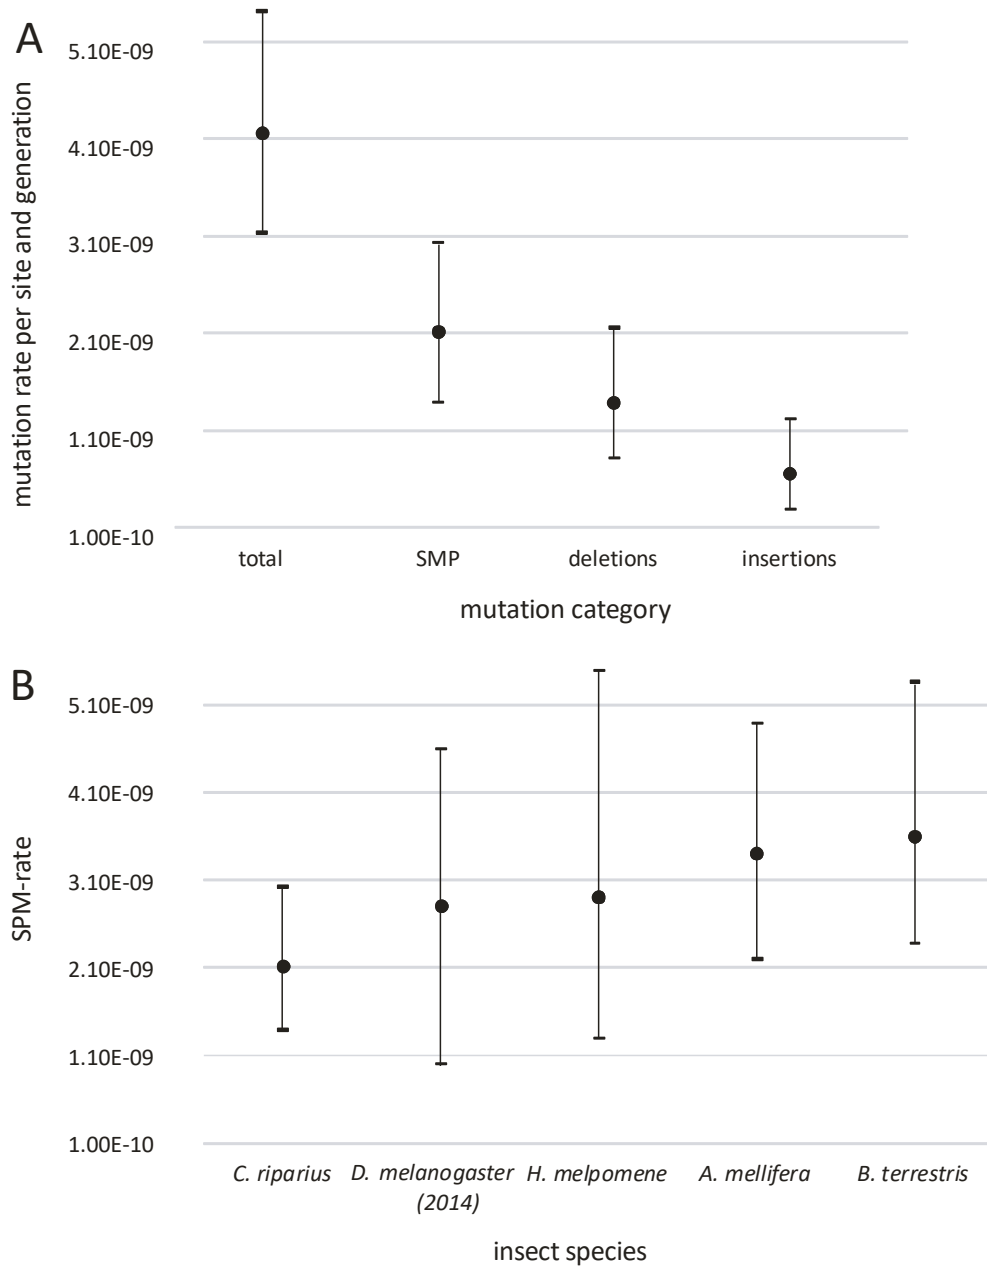 A
mutation rate per site and generation
5.10E-09
4.10E-09
3.10E-09
2.10E-09
1.10E-09
1.00E-10
total SMP deletions insertions
mutation category
B
SPM-rate
5.10E-09
4.10E-09
3.10E-09
2.10E-09
1.10E-09
1.00E-10
C. riparius D. melanogaster H. melpomene A. mellifera B. terrestris
(2014)
insect species